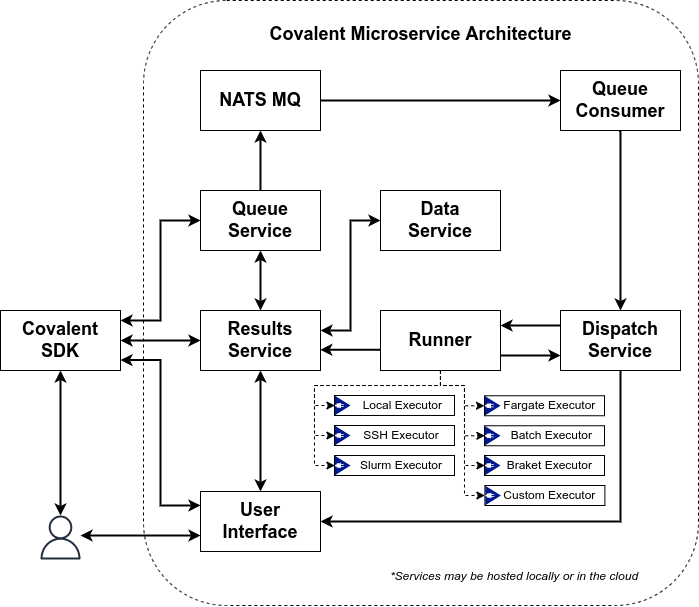 Covalent Microservice Architecture
NATS MQ
Queue
Consumer
Queue
Service
Data
Service
Covalent
SDK
Results
Service
Runner
Dispatch
Service
Local Executor
Fargate Executor
SSH Executor
Batch Executor
Slurm Executor
Braket Executor
Custom Executor
User
Interface
*Services may be hosted locally or in the cloud